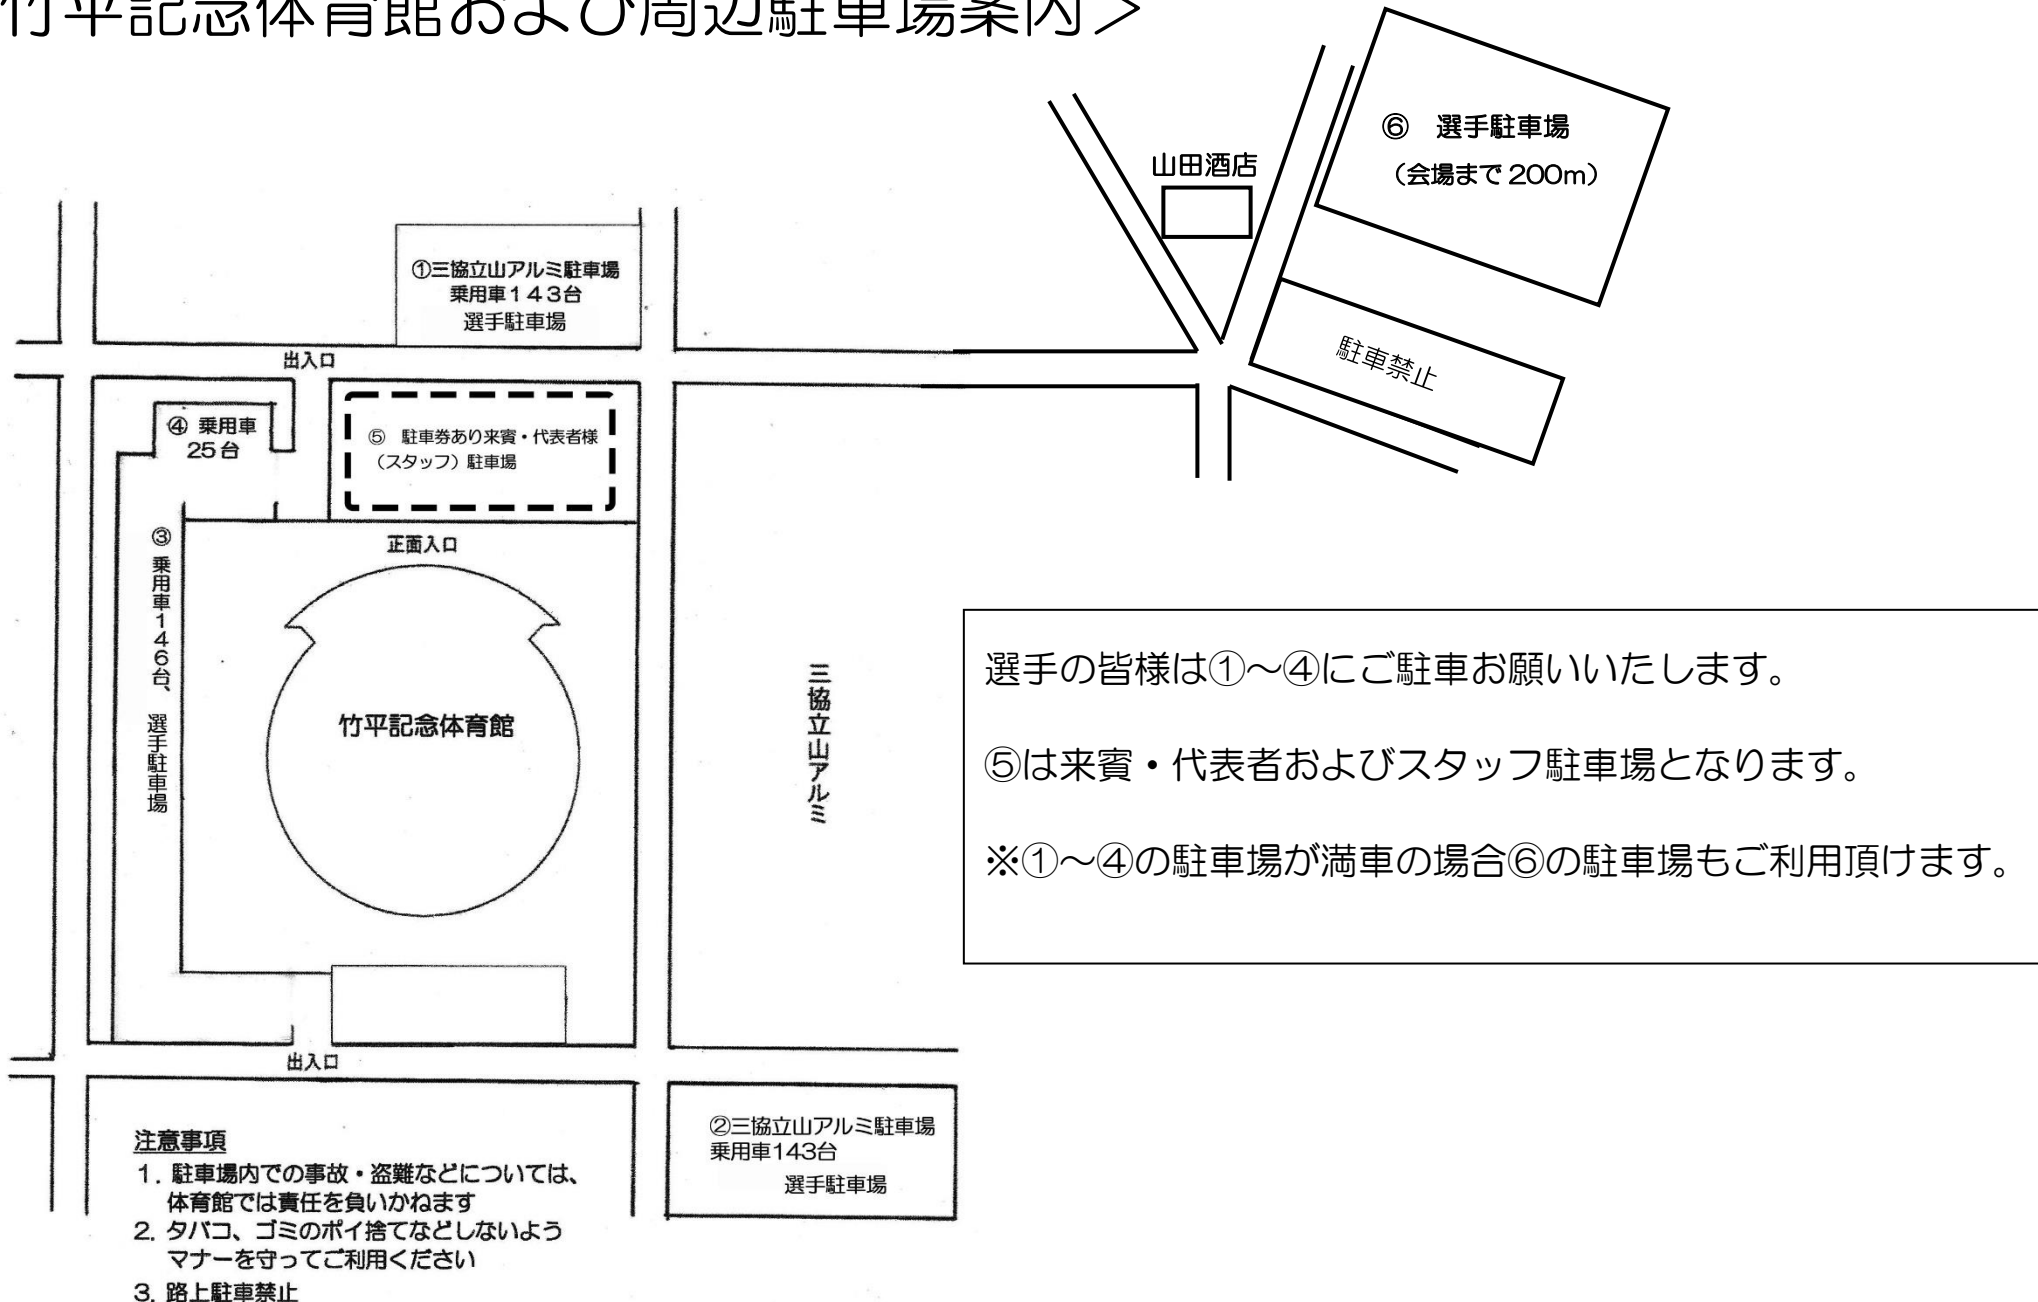 竹平記念体育館および周辺駐車場案内＞
⑥　選手駐車場
（会場まで200m）
山田酒店
駐車禁止
①三協立山アルミ駐車場
乗用車１４３台
選手駐車場
出入口
④ 乗用車
25台
⑤　駐車券あり来賓・代表者様
（スタッフ）駐車場
正面入口
③ 乗用車１４６台、 選手駐車場
竹平記念体育館
三協立山アルミ
選手の皆様は①～④にご駐車お願いいたします。
⑤は来賓・代表者およびスタッフ駐車場となります。
※①～④の駐車場が満車の場合⑥の駐車場もご利用頂けます。
出入口
②三協立山アルミ駐車場
乗用車143台
選手駐車場
注意事項
1. 駐車場内での事故・盗難などについては、
体育館では責任を負いかねます
2. タバコ、ゴミのポイ捨てなどしないよう
マナーを守ってご利用ください
3. 路上駐車禁止